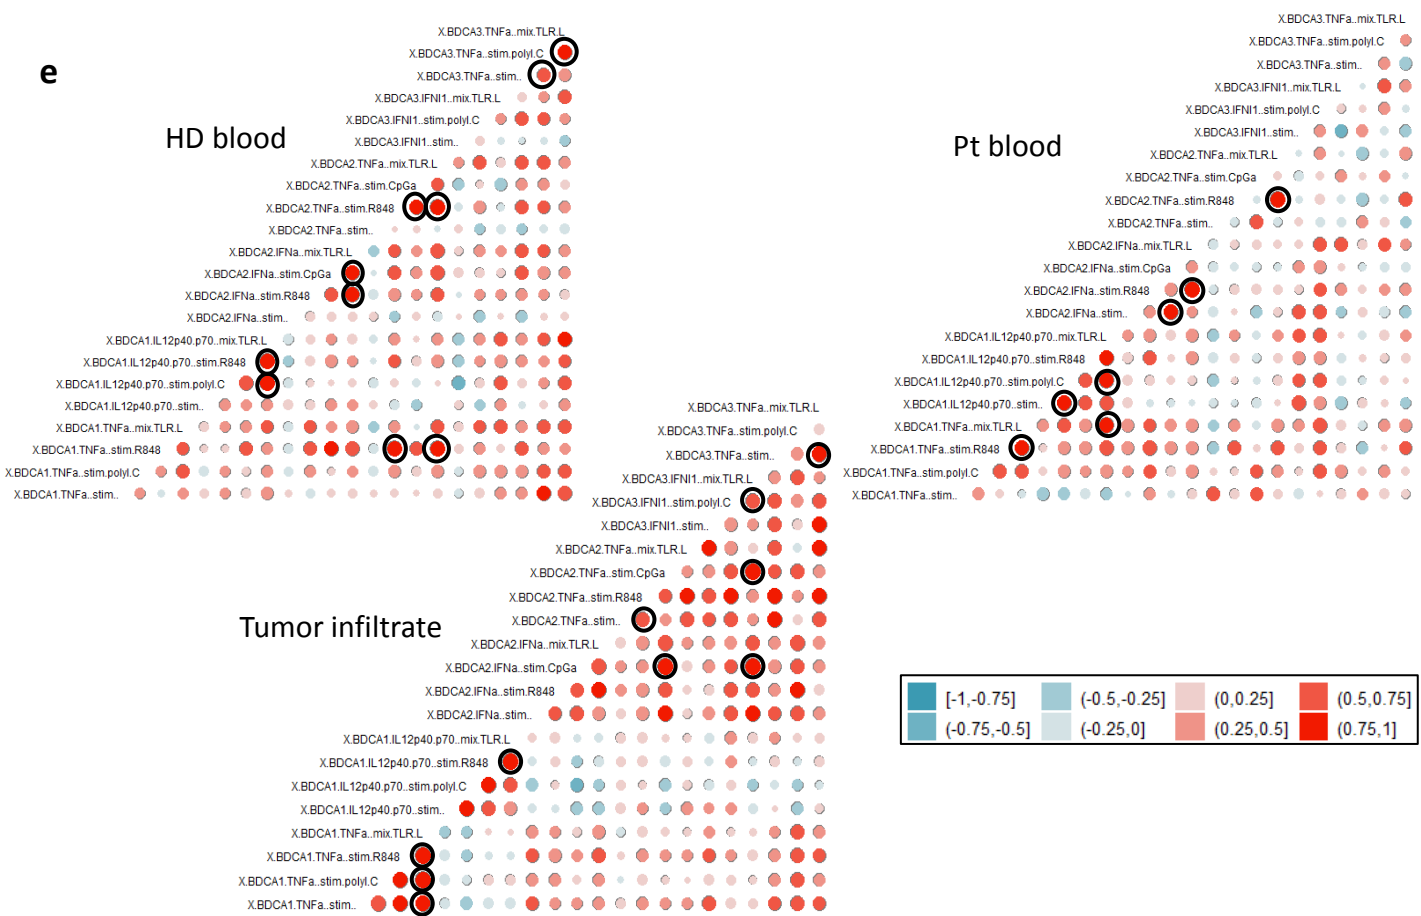 e
HD blood
X.BDCA3.TNFa..mix.TLR.L
X.BDCA3.TNFa..stim.polyI.C
X.BDCA3.TNFa..stim..
X.BDCA3.IFNI1..mix.TLR.L
X.BDCA3.IFNI1..stim.polyI.C
X.BDCA3.IFNI1..stim..
X.BDCA2.TNFa..mix.TLR.L
X.BDCA2.TNFa..stim.CpGa
X.BDCA2.TNFa..stim.R848
X.BDCA2.TNFa..stim..
X.BDCA2.IFNa..mix.TLR.L
X.BDCA2.IFNa..stim.CpGa
X.BDCA2.IFNa..stim.R848
X.BDCA2.IFNa..stim..
X.BDCA1.IL12p40.p70..mix.TLR.L
X.BDCA1.IL12p40.p70..stim.R848
X.BDCA1.IL12p40.p70..stim.polyI.C
X.BDCA1.IL12p40.p70..stim..
X.BDCA1.TNFa..mix.TLR.L
X.BDCA1.TNFa..stim.R848
X.BDCA1.TNFa..stim.polyI.C
X.BDCA1.TNFa..stim..
Pt blood
X.BDCA3.TNFa..mix.TLR.L
X.BDCA3.TNFa..stim.polyI.C
X.BDCA3.TNFa..stim..
X.BDCA3.IFNI1..mix.TLR.L
X.BDCA3.IFNI1..stim.polyI.C
X.BDCA3.IFNI1..stim..
X.BDCA2.TNFa..mix.TLR.L
X.BDCA2.TNFa..stim.CpGa
X.BDCA2.TNFa..stim.R848
X.BDCA2.TNFa..stim..
X.BDCA2.IFNa..mix.TLR.L
X.BDCA2.IFNa..stim.CpGa
X.BDCA2.IFNa..stim.R848
X.BDCA2.IFNa..stim..
X.BDCA1.IL12p40.p70..mix.TLR.L
X.BDCA1.IL12p40.p70..stim.R848
X.BDCA1.IL12p40.p70..stim.polyI.C
X.BDCA1.IL12p40.p70..stim..
X.BDCA1.TNFa..mix.TLR.L
X.BDCA1.TNFa..stim.R848
X.BDCA1.TNFa..stim.polyI.C
X.BDCA1.TNFa..stim..
Tumor infiltrate
X.BDCA3.TNFa..mix.TLR.L
X.BDCA3.TNFa..stim.polyI.C
X.BDCA3.TNFa..stim..
X.BDCA3.IFNI1..mix.TLR.L
X.BDCA3.IFNI1..stim.polyI.C
X.BDCA3.IFNI1..stim..
X.BDCA2.TNFa..mix.TLR.L
X.BDCA2.TNFa..stim.CpGa
X.BDCA2.TNFa..stim.R848
X.BDCA2.TNFa..stim..
X.BDCA2.IFNa..mix.TLR.L
X.BDCA2.IFNa..stim.CpGa
X.BDCA2.IFNa..stim.R848
X.BDCA2.IFNa..stim..
X.BDCA1.IL12p40.p70..mix.TLR.L
X.BDCA1.IL12p40.p70..stim.R848
X.BDCA1.IL12p40.p70..stim.polyI.C
X.BDCA1.IL12p40.p70..stim..
X.BDCA1.TNFa..mix.TLR.L
X.BDCA1.TNFa..stim.R848
X.BDCA1.TNFa..stim.polyI.C
X.BDCA1.TNFa..stim..
[-1,-0.75] (-0.5,-0.25] (0,0.25] (0.5,0.75]
(-0.75,-0.5] (-0.25,0] (0.25,0.5] (0.75,1]